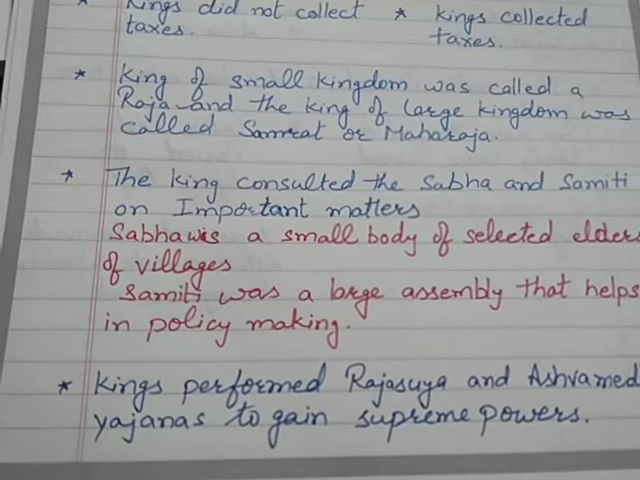 * Kings did not collect * Kings collected
taxes. taxes.
* King of small kingdom was called a
Raja and the king of large kingdom was
called Samrat or Maharaja.
* The king consulted the Sabha and Samiti
on Important matters
Sabha was a small body of selected elders
of villages
Samiti was a large assembly that helps
in policy making.
* Kings performed Rajasuya and Ashvamed
yajanas to gain supreme powers.